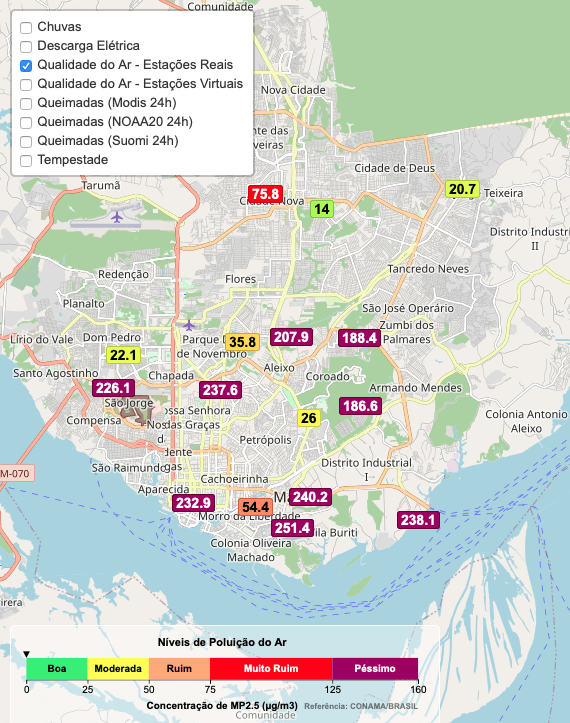 Comunidade
Chuvas
Descarga Elétrica
Qualidade do Ar - Estações Reais
Qualidade do Ar - Estações Virtuais
Queimadas (Modis 24h)
Queimadas (NOAA20 24h)
Queimadas (Suomi 24h)
Tempestade
Nova Cidade
nte das
veiras
Cidade de Deus
Tarumã
75.8
20.7
Teixeira
Cidade Nova
14
Distrito Industri
II
Redenção
Flores
Tancredo Neves
Planalto
São José Operário
Zumbi dos
Palmares
Lírio do Vale
Dom Pedro
Parque
de Novembro
35.8
207.9
188.4
22.1
Aleixo
Santo Agostinho
Chapada
Coroado
226.1
237.6
Armando Mendes
São Jorge
186.6
Compensa
ossa Senhora
das Graças
26
Colonia Antonio
Aleixo
Petrópolis
dente
São Raimundo
Distrito Industrial
I
M-070
Cachoeirinha
Aparecida
232.9
54.4
Ma
240.2
Morro da Liberdade
251.4
238.1
ila Buriti
Colonia Oliveira
Machado
rera
Níveis de Poluição do Ar
Boa Moderada Ruim Muito Ruim Péssimo
0 25 50 75 125 160
Concentração de MP2.5 (µg/m3) Referência: CONAMA/BRASIL
Comunidade